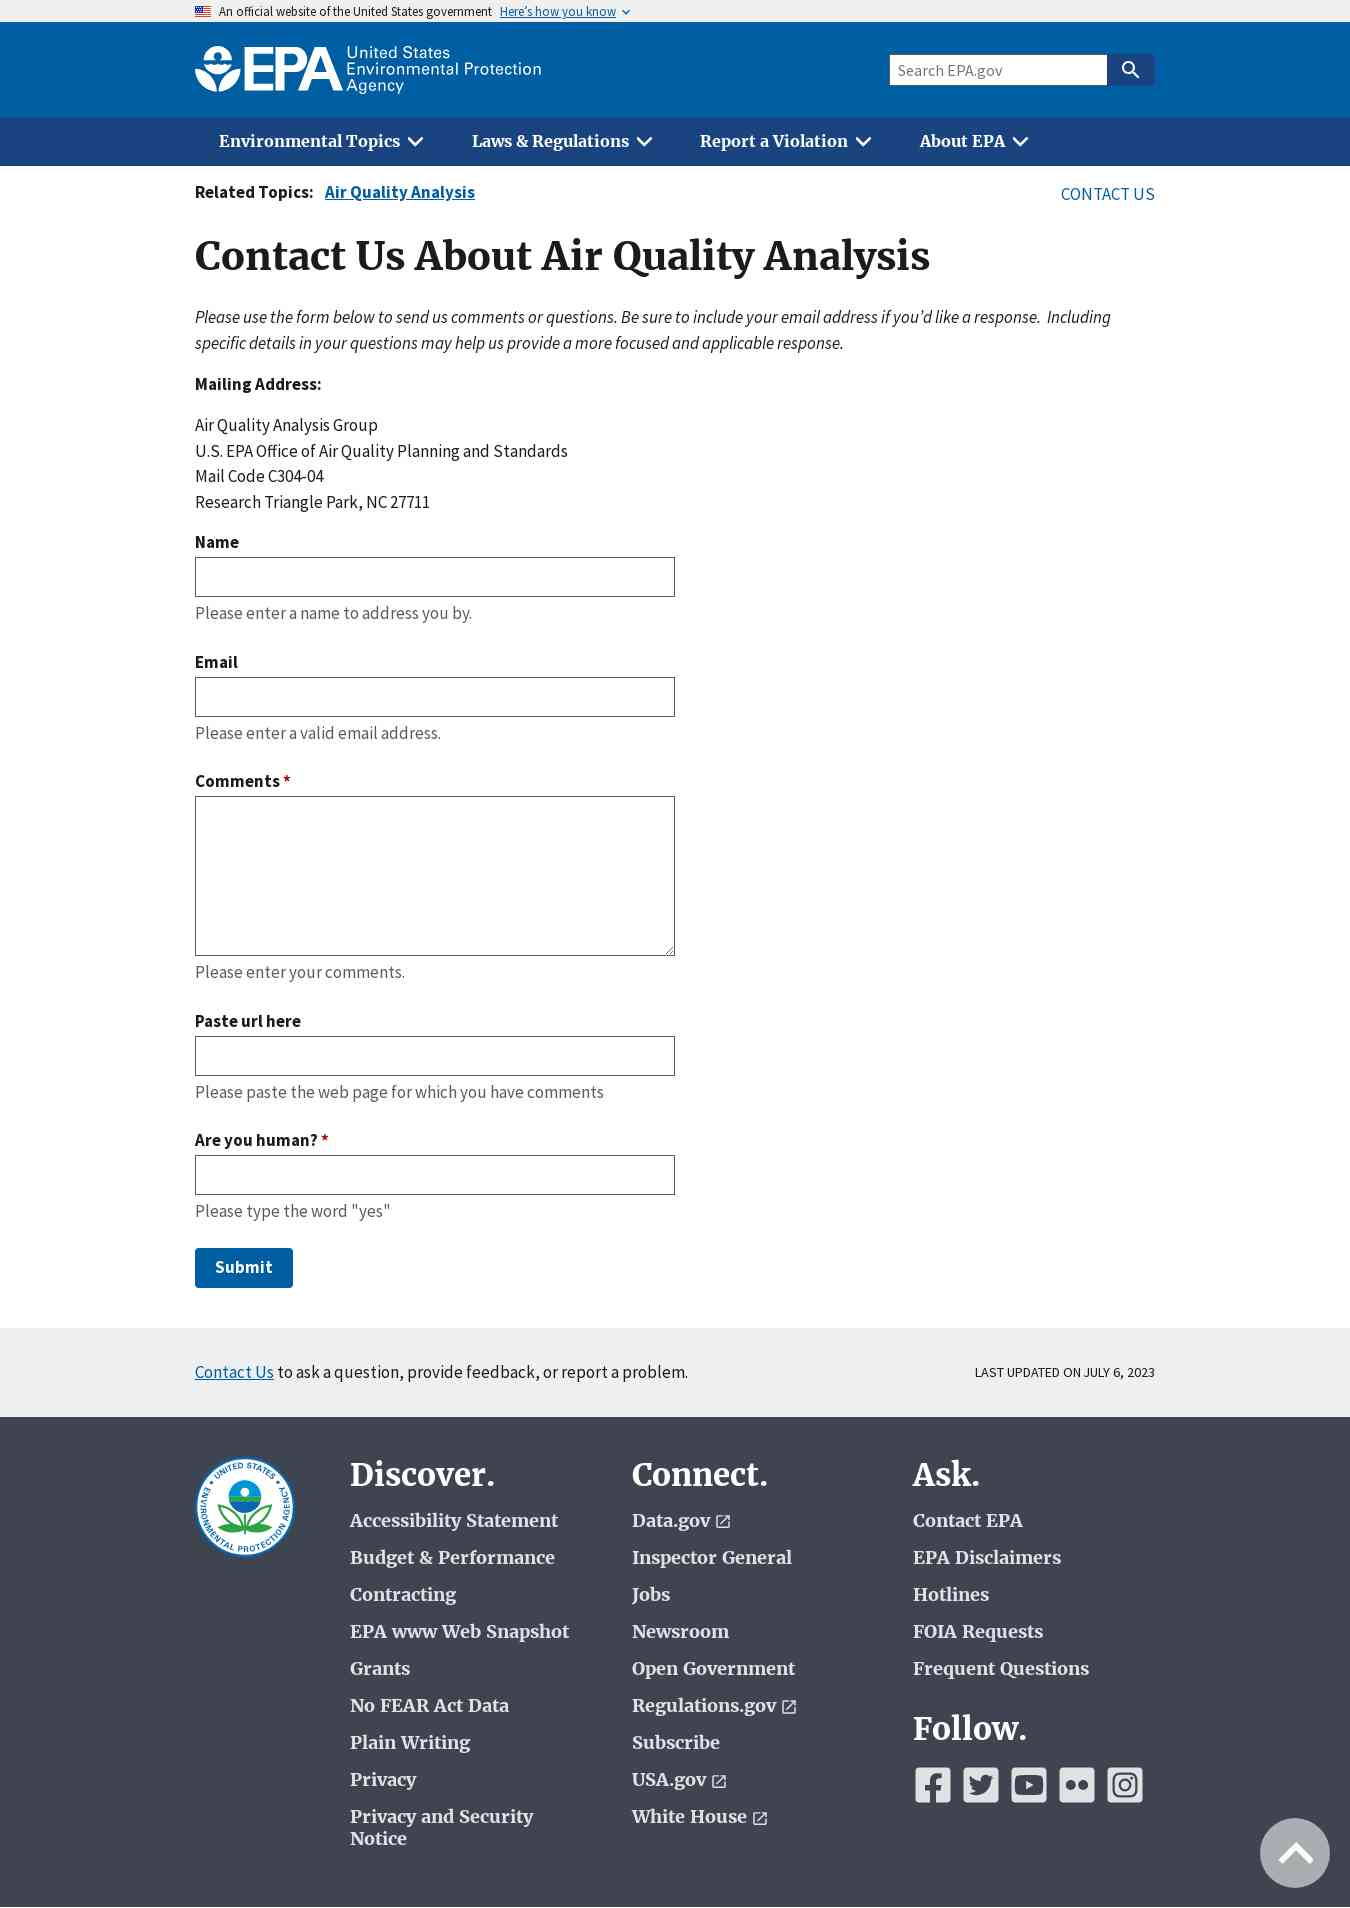 An official website of the United States government Here's how you know
EPA United States
Environmental Protection
Agency
Search EPA.gov
Environmental Topics Laws & Regulations Report a Violation About EPA
Related Topics: Air Quality Analysis
CONTACT US
Contact Us About Air Quality Analysis
Please use the form below to send us comments or questions. Be sure to include your email address if you'd like a response.  Including
specific details in your questions may help us provide a more focused and applicable response.
Mailing Address:
Air Quality Analysis Group
U.S. EPA Office of Air Quality Planning and Standards
Mail Code C304-04
Research Triangle Park, NC 27711
Name
Please enter a name to address you by.
Email
Please enter a valid email address.
Comments *
Please enter your comments.
Paste url here
Please paste the web page for which you have comments
Are you human? *
Please type the word "yes"
Submit
Contact Us to ask a question, provide feedback, or report a problem.
LAST UPDATED ON JULY 6, 2023
UNITED STATES
ENVIRONMENTAL PROTECTION AGENCY
Discover.
Accessibility Statement
Budget & Performance
Contracting
EPA www Web Snapshot
Grants
No FEAR Act Data
Plain Writing
Privacy
Privacy and Security
Notice
Connect.
Data.gov
Inspector General
Jobs
Newsroom
Open Government
Regulations.gov
Subscribe
USA.gov
White House
Ask.
Contact EPA
EPA Disclaimers
Hotlines
FOIA Requests
Frequent Questions
Follow.